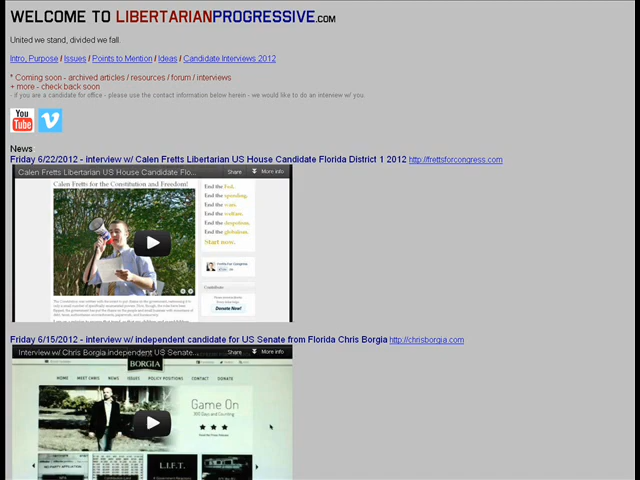 WELCOME TO LIBERTARIANPROGRESSIVE.COM
United we stand, divided we fall
Intro, Purpose / Issues / Points to Mention / Ideas / Candidate Interviews 2012
* Coming soon - archived articles / resources / forum / interviews
+ more - check back soon
- if you are a candidate for office - please use the contact information below herein - we would like to do an interview w/ you
You
Tube
News
Friday 6/22/2012 - interview w/ Calen Fretts Libertarian US House Candidate Florida District 1 2012 http://frettsforcongress.com
Calen Fretts Libertarian US House Candidate Flo... Share More info
Calen Fretts for the Constitution and Freedom!
End the Fed.
End the spending.
End the wars.
End the welfare.
End the despotism.
End the globalism.
Start now.
Contribute
Donate Now!
Friday 6/15/2012 - interview w/ independent candidate for US Senate from Florida Chris Borgia http://chrisborgia.com
Interview w/ Chris Borgia independent US Senate... Share More info
BORGIA
HOME MEET CHRIS NEWS ISSUES POLICY POSITIONS CONTACT DONATE
Game On
L.I.F.T.